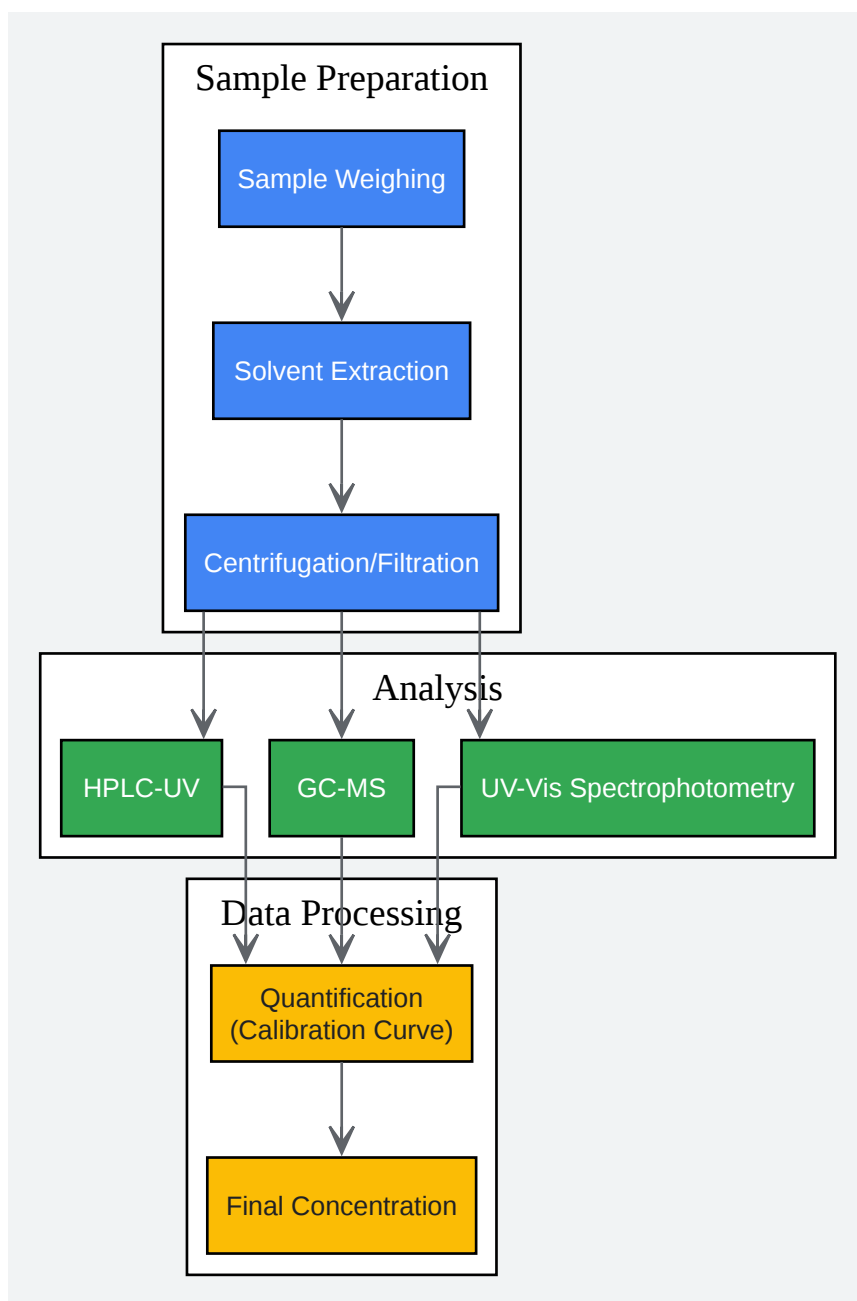 Sample Preparation
Sample Weighing
Solvent Extraction
Centrifugation/Filtration
Analysis
HPLC-UV
GC-MS
UV-Vis Spectrophotometry
Data Processing
Quantification
(Calibration Curve)
Final Concentration